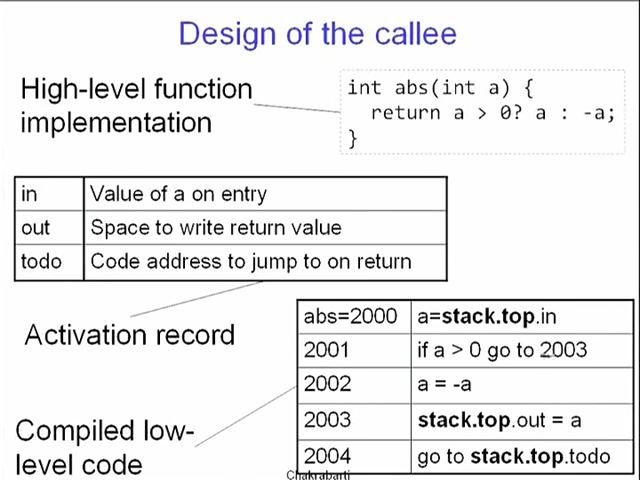 Design of the callee
High-level function
implementation
int abs(int a) {
return a > 0? a : -a;
}
in Value of a on entry
out Space to write return value
todo Code address to jump to on return
Activation record
abs=2000 a=stack.top.in
2001 if a > 0 go to 2003
2002 a = -a
2003 stack.top.out = a
2004 go to stack.top.todo
Compiled low-
level code
Chakrabarti